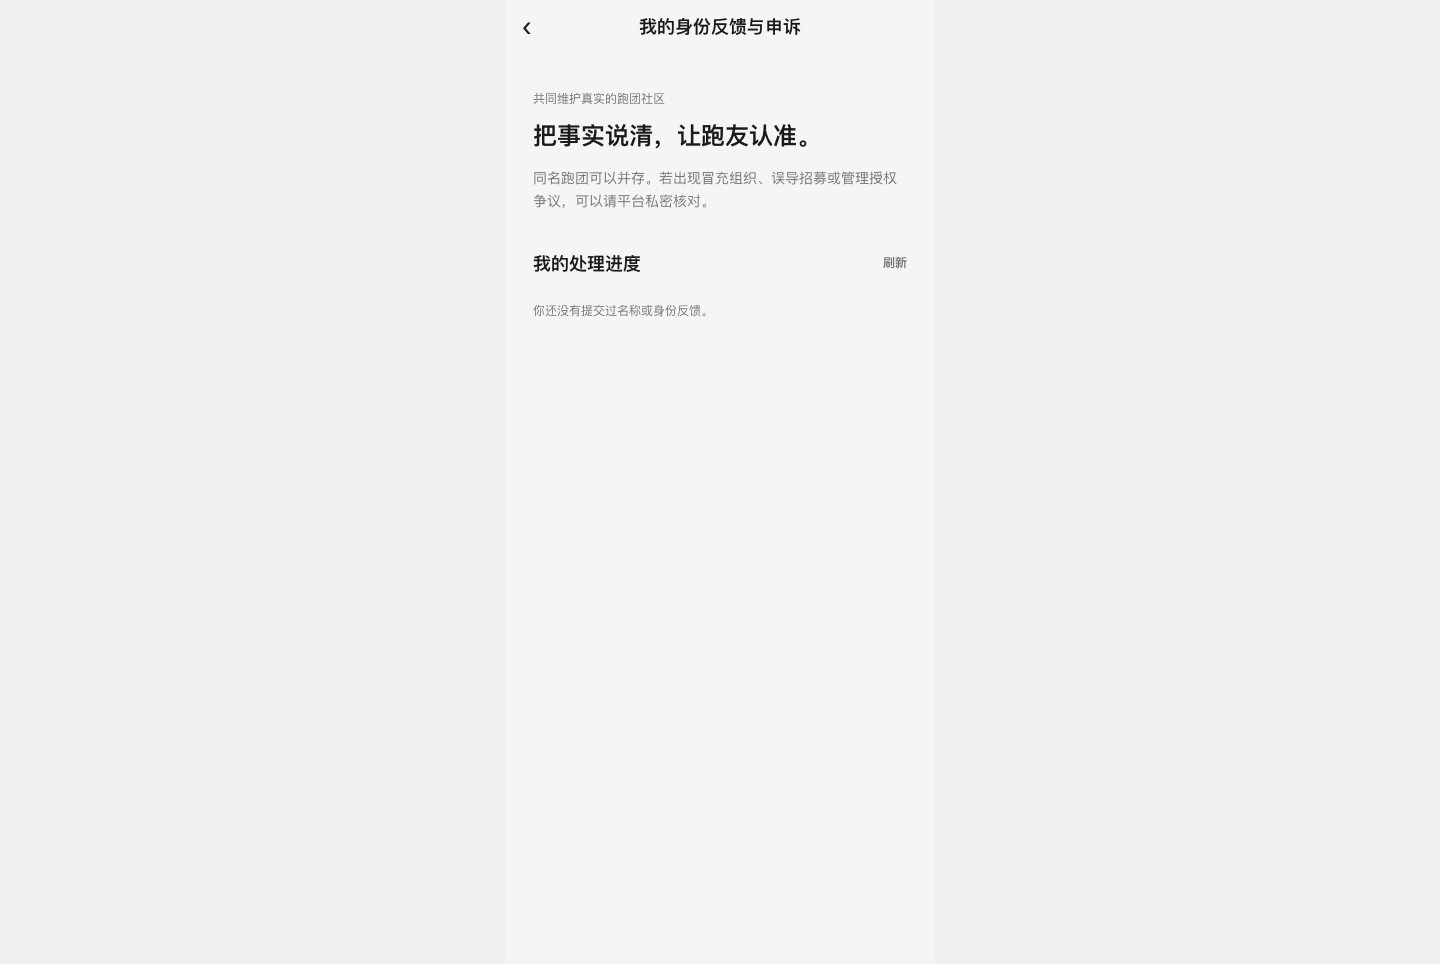 ‹
我的身份反馈与申诉
共同维护真实的跑团社区
把事实说清，让跑友认准。
同名跑团可以并存。若出现冒充组织、误导招募或管理授权
争议，可以请平台私密核对。
我的处理进度
刷新
你还没有提交过名称或身份反馈。